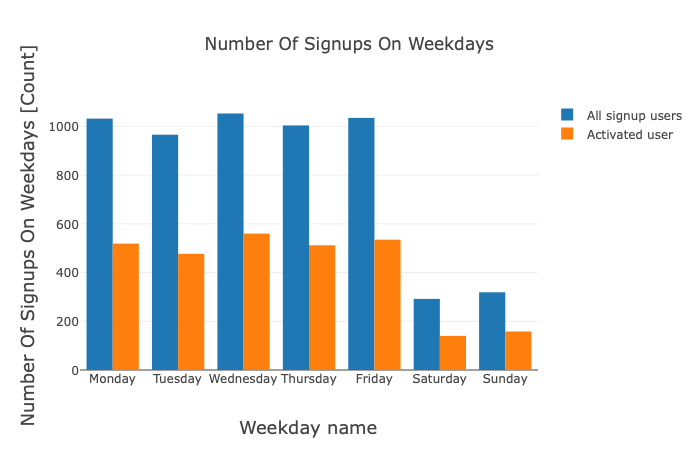 Number Of Signups On Weekdays
Number Of Signups On Weekdays [Count]
1000
800
600
400
200
0
Monday Tuesday Wednesday Thursday Friday Saturday Sunday
Weekday name
All signup users
Activated user